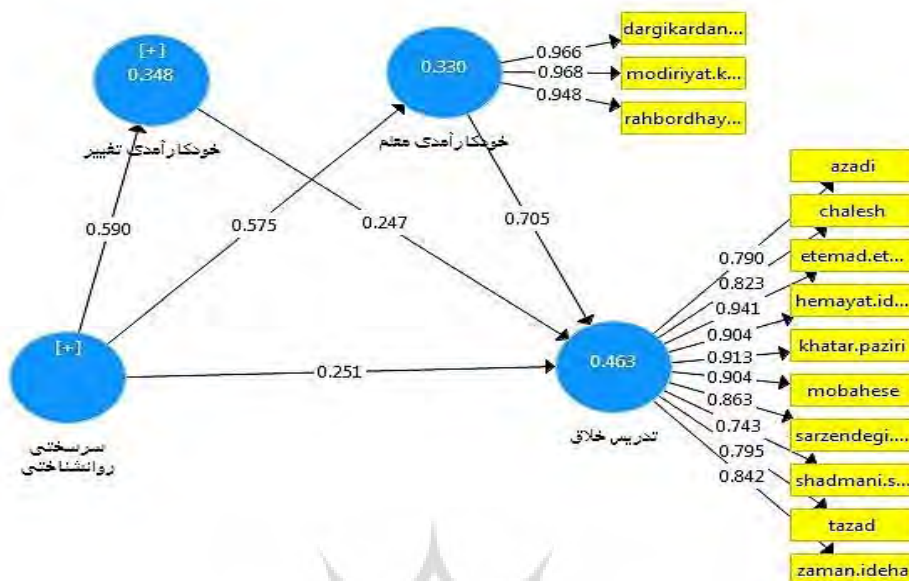 dargikardan...
0.966
0.968
0.948
modiriyat.k...
rahbordhay...
[+]
0.348
خودکارآمدی تغییر
0.330
خودکارآمدی معلم
0.590
0.575
0.247
0.705
[+]
سرسختی
روانشناختی
0.251
0.463
تدریس خلاق
0.790
0.823
0.941
0.904
0.913
0.904
0.863
0.743
0.795
0.842
azadi
chalesh
etemad.et...
hemayat.id...
khatar.paziri
mobahese
sarzendegi....
shadmani.s...
tazad
zaman.ideha